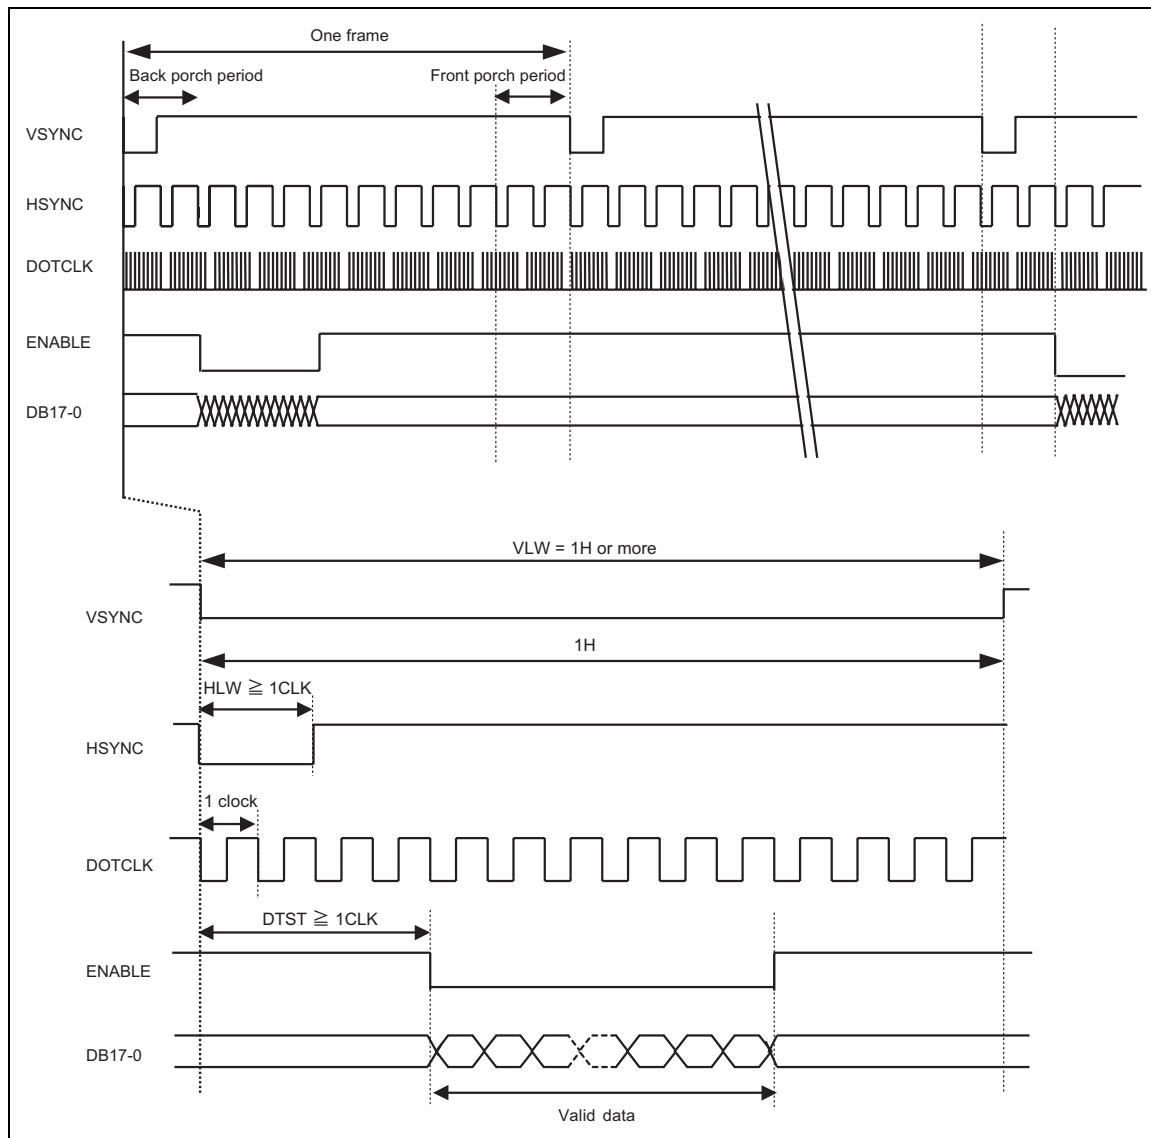 One frame
Back porch period
Front porch period
VSYNC
HSYNC
DOTCLK
ENABLE
DB17-0
VLW = 1H or more
VSYNC
1H
HLW ≧ 1CLK
HSYNC
1 clock
DOTCLK
DTST ≧ 1CLK
ENABLE
DB17-0
Valid data